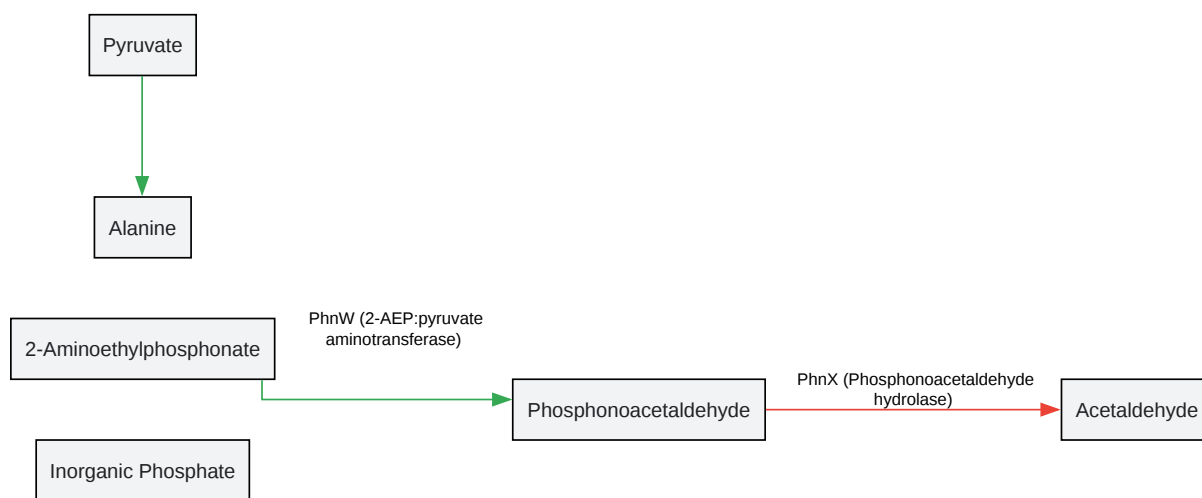 Pyruvate
Alanine
PhnW (2-AEP:pyruvate
aminotransferase)
2-Aminoethylphosphonate
PhnX (Phosphonoacetaldehyde
hydrolase)
Phosphonoacetaldehyde
Acetaldehyde
Inorganic Phosphate